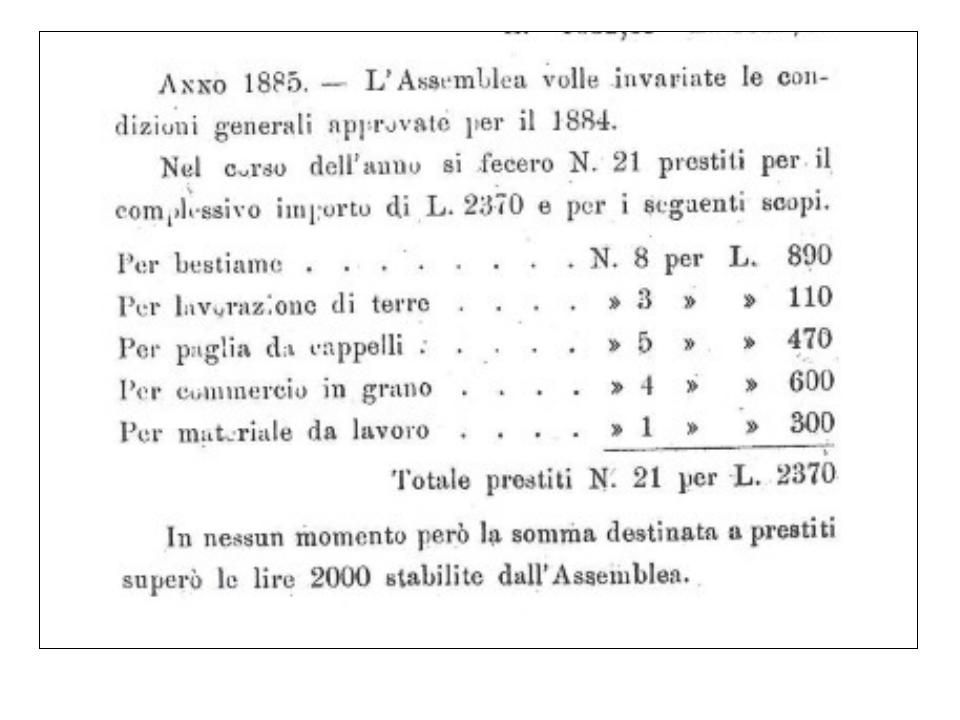 Anno 1885. — L'Assemblea volle invariate le con-
dizioni generali approvate per il 1884.
Nel corso dell'anno si fecero N. 21 prestiti per il
complessivo importo di L. 2370 e per i seguenti scopi.
Per bestiame . . . . . . . . . N. 8 per L. 890
Per lavorazione di terre . . . . » 3 » » 110
Per paglia da cappelli . . . . . » 5 » » 470
Per commercio in grano . . . . » 4 » » 600
Per materiale da lavoro . . . . » 1 » » 300
Totale prestiti N. 21 per L. 2370
In nessun momento però la somma destinata a prestiti
superò le lire 2000 stabilite dall'Assemblea.